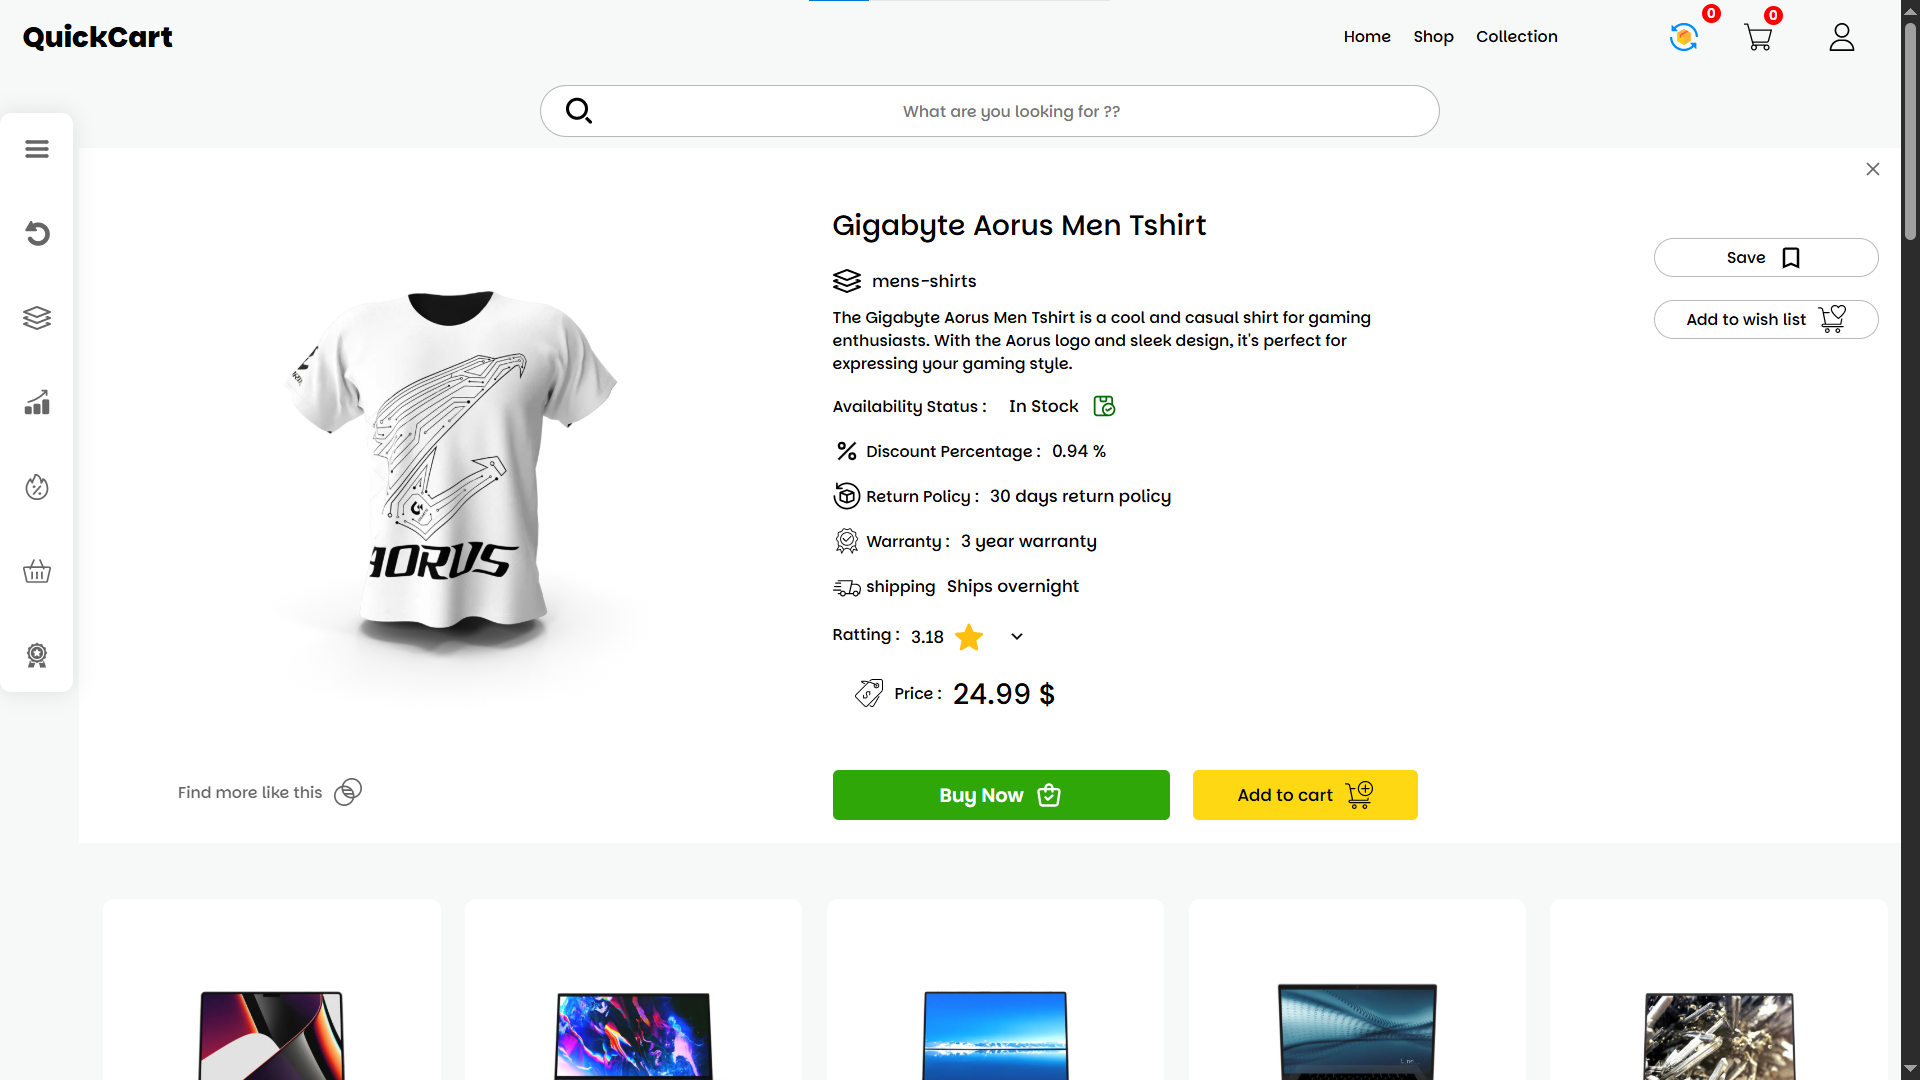 QuickCart
Home
Shop
Collection
0
0
What are you looking for ??
Gigabyte Aorus Men Tshirt
mens-shirts
The Gigabyte Aorus Men Tshirt is a cool and casual shirt for gaming
enthusiasts. With the Aorus logo and sleek design, it's perfect for
expressing your gaming style.
Availability Status : In Stock
Discount Percentage : 0.94 %
Return Policy : 30 days return policy
Warranty : 3 year warranty
shipping Ships overnight
Ratting : 3.18
Price : 24.99 $
Save
Add to wish list
AORUS
Find more like this
Buy Now
Add to cart